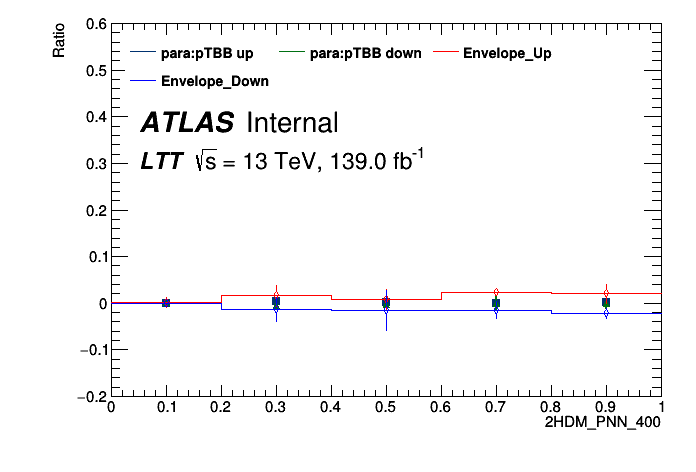 Ratio
0.6
0.5
0.4
0.3
0.2
0.1
0
−0.1
−0.2
para:pTBB up para:pTBB down Envelope_Up
Envelope_Down
ATLAS Internal
LTT √s = 13 TeV, 139.0 fb⁻¹
0 0.1 0.2 0.3 0.4 0.5 0.6 0.7 0.8 0.9 1
2HDM_PNN_400